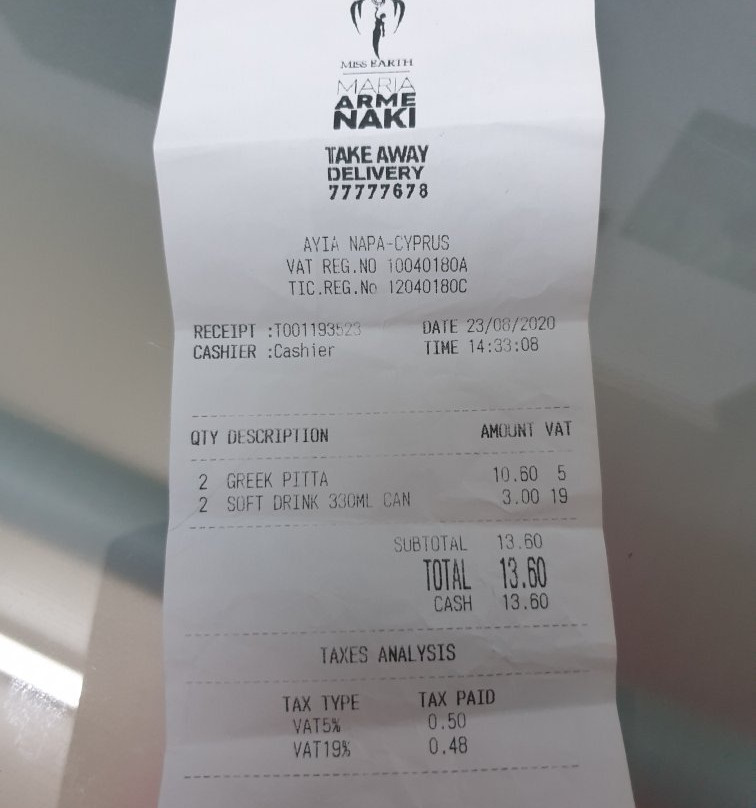 MISS EARTH
MARIA
ARME
NAKI
TAKE AWAY
DELIVERY
77777678
AYIA NAPA-CYPRUS
VAT REG.NO 10040180A
TIC.REG.No 12040180C
RECEIPT :T001193523 DATE 23/08/2020
CASHIER :Cashier TIME 14:33:08
QTY DESCRIPTION AMOUNT VAT
2 GREEK PITTA 10.60 5
2 SOFT DRINK 330ML CAN 3.00 19
SUBTOTAL 13.60
TOTAL 13.60
CASH 13.60
TAXES ANALYSIS
TAX TYPE TAX PAID
VAT5% 0.50
VAT19% 0.48